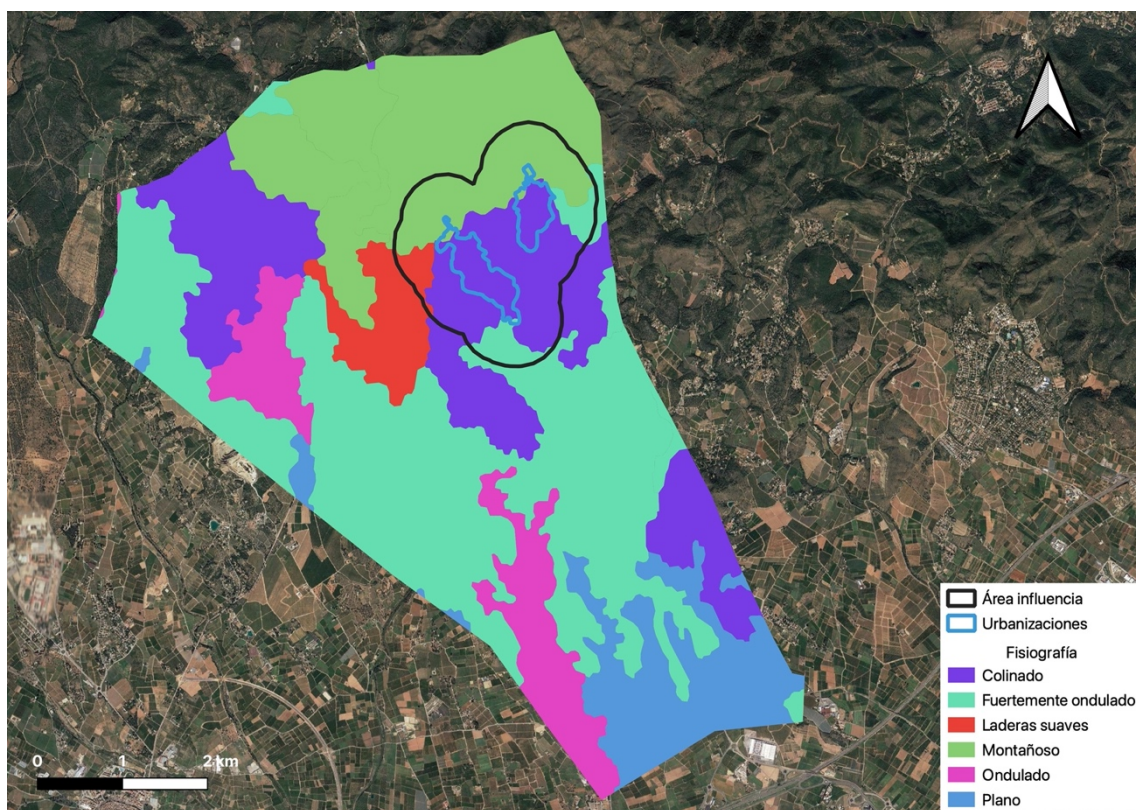 Área influencia
Urbanizaciones
Fisiografía
Colinado
Fuertemente ondulado
Laderas suaves
Montañoso
Ondulado
Plano
0 1 2 km